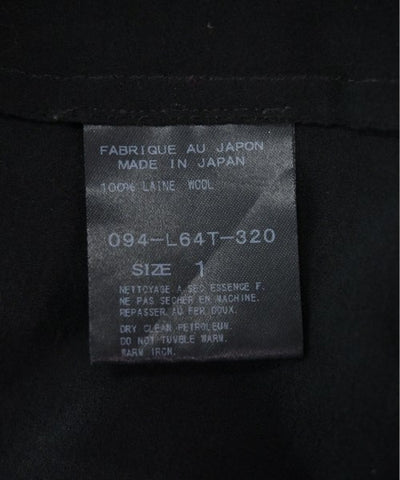 FABRIQUE AU JAPON
MADE IN JAPAN
100% LAINE WOOL
094-L64T-320
SIZE 1
NETTOYAGE A SEC ESSENCE F.
NE PAS SECHER EN MACHINE.
REPASSER AU FER DOUX.
DRY CLEAN PETROLEUM.
DO NOT TUVBLE WARM.
WARM IRON.